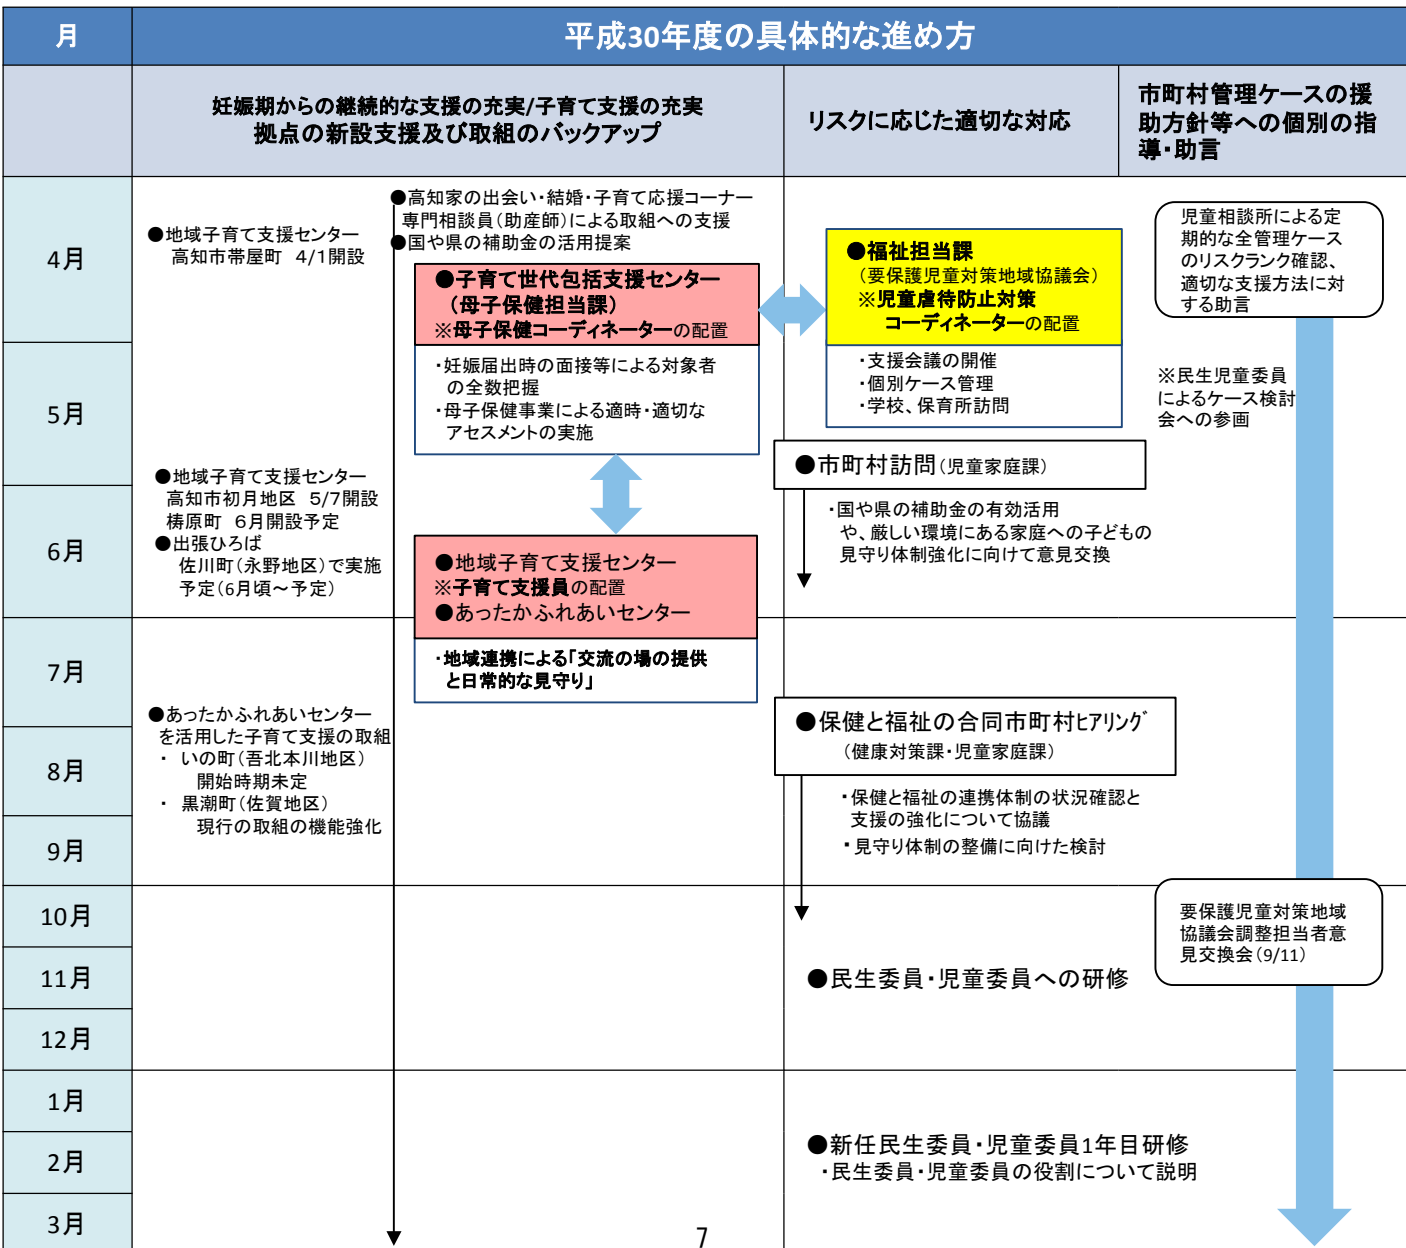 月
平成30年度の具体的な進め方
妊娠期からの継続的な支援の充実/子育て支援の充実
拠点の新設支援及び取組のバックアップ
リスクに応じた適切な対応
市町村管理ケースの援
助方針等への個別の指
導・助言
4月
5月
6月
7月
8月
9月
10月
11月
12月
1月
2月
3月
●地域子育て支援センター
高知市帯屋町 4/1開設
●地域子育て支援センター
高知市初月地区 5/7開設
梼原町 6月開設予定
●出張ひろば
佐川町(永野地区)で実施
予定(6月頃～予定)
●あったかふれあいセンター
を活用した子育て支援の取組
・ いの町(吾北本川地区)
開始時期未定
・ 黒潮町(佐賀地区)
現行の取組の機能強化
●高知家の出会い・結婚・子育て応援コーナー
専門相談員(助産師)による取組への支援
●国や県の補助金の活用提案
●子育て世代包括支援センター
(母子保健担当課)
※母子保健コーディネーターの配置
・妊娠届出時の面接等による対象者
の全数把握
・母子保健事業による適時・適切な
アセスメントの実施
●地域子育て支援センター
※子育て支援員の配置
●あったかふれあいセンター
・地域連携による「交流の場の提供
と日常的な見守り」
●福祉担当課
(要保護児童対策地域協議会)
※児童虐待防止対策
コーディネーターの配置
・支援会議の開催
・個別ケース管理
・学校、保育所訪問
●市町村訪問(児童家庭課)
・国や県の補助金の有効活用
や、厳しい環境にある家庭への子どもの
見守り体制強化に向けて意見交換
●保健と福祉の合同市町村ﾋｱﾘﾝｸﾞ
(健康対策課・児童家庭課)
・保健と福祉の連携体制の状況確認と
支援の強化について協議
・見守り体制の整備に向けた検討
●民生委員・児童委員への研修
●新任民生委員・児童委員1年目研修
・民生委員・児童委員の役割について説明
児童相談所による定
期的な全管理ケース
のリスクランク確認、
適切な支援方法に対
する助言
※民生児童委員
によるケース検討
会への参画
要保護児童対策地域
協議会調整担当者意
見交換会(9/11)
7